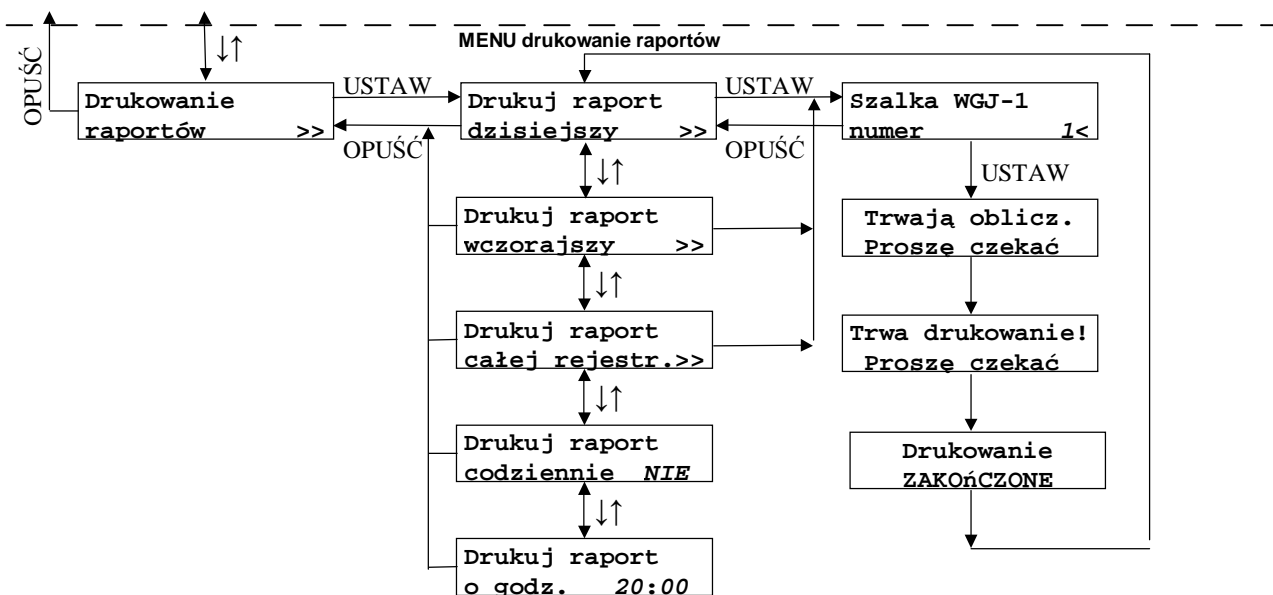 MENU drukowanie raportów
OPUŚĆ
↓↑
Drukowanie
raportów >>
USTAW
OPUŚĆ
Drukuj raport
dzisiejszy >>
USTAW
OPUŚĆ
Szalka WGJ-1
numer 1<
↓↑
USTAW
Drukuj raport
wczorajszy >>
Trwają oblicz.
Proszę czekać
↓↑
Drukuj raport
całej rejestr.>>
Trwa drukowanie!
Proszę czekać
↓↑
Drukuj raport
codziennie NIE
Drukowanie
ZAKOńCZONE
↓↑
Drukuj raport
o godz. 20:00